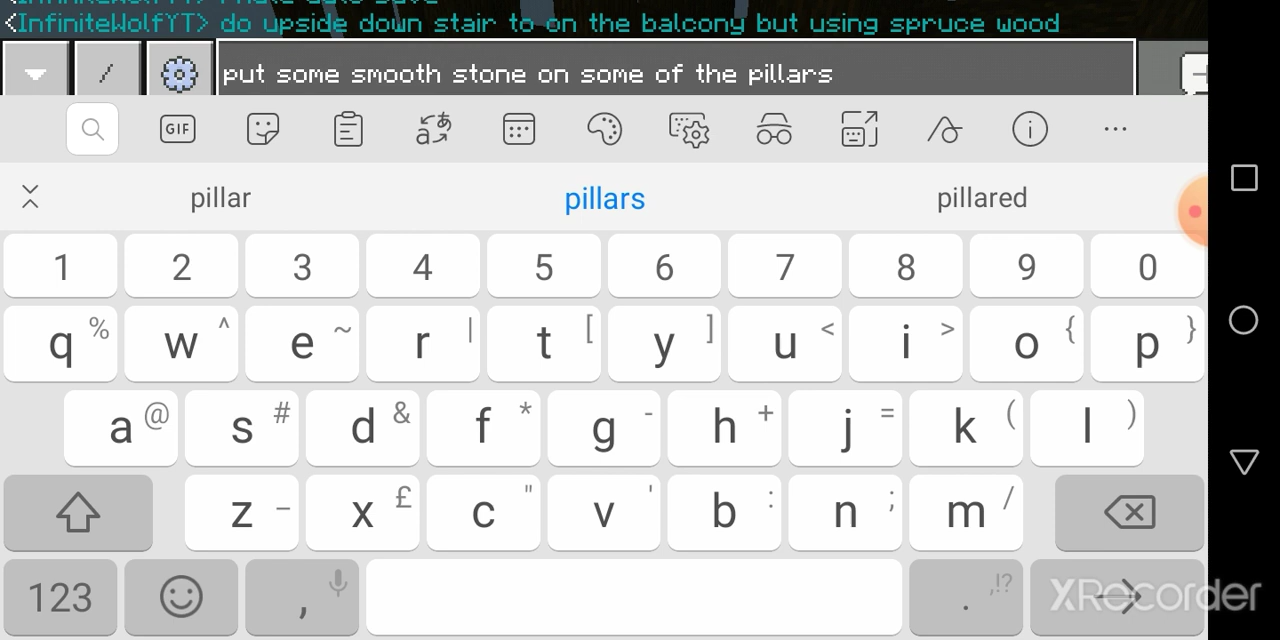 <InfiniteWolfYT> do upside down stair to on the balcony but using spruce wood
/ put some smooth stone on some of the pillars
GIF
pillar pillars pillared
1 2 3 4 5 6 7 8 9 0
q % w ^ e ~ r | t [ y ] u < i > o { p }
a @ s # d & f * g - h + j = k ( l )
z _ x £ c " v ' b : n ; m /
123 , . ,!?
XRecorder